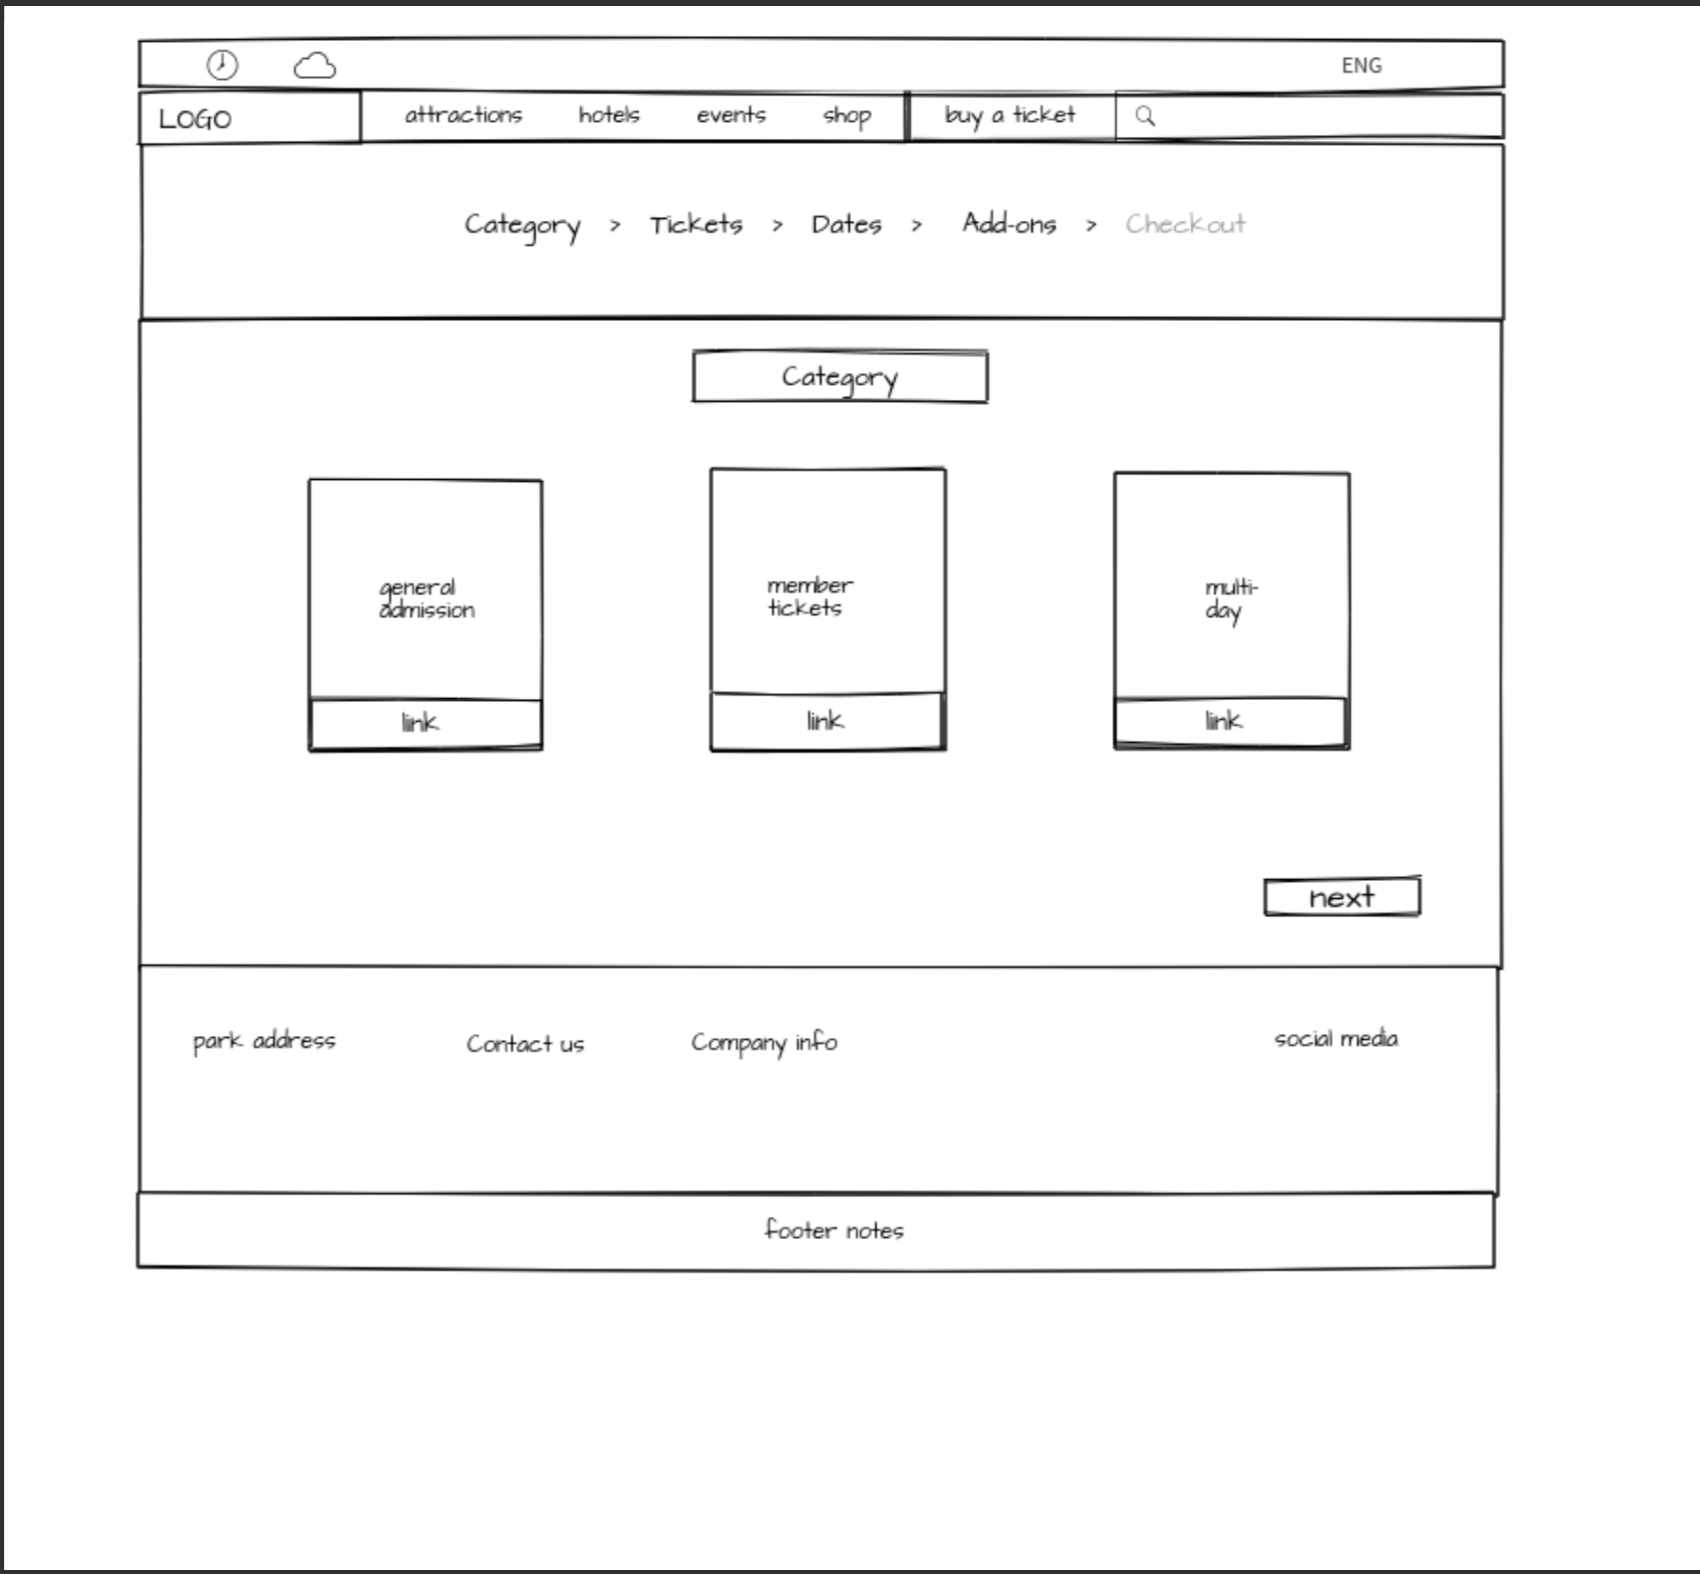 ENG
LOGO attractions hotels events shop buy a ticket
Category > Tickets > Dates > Add-ons > Checkout
Category
general
admission
member
tickets
multi-
day
link
link
link
next
park address Contact us Company info social media
footer notes